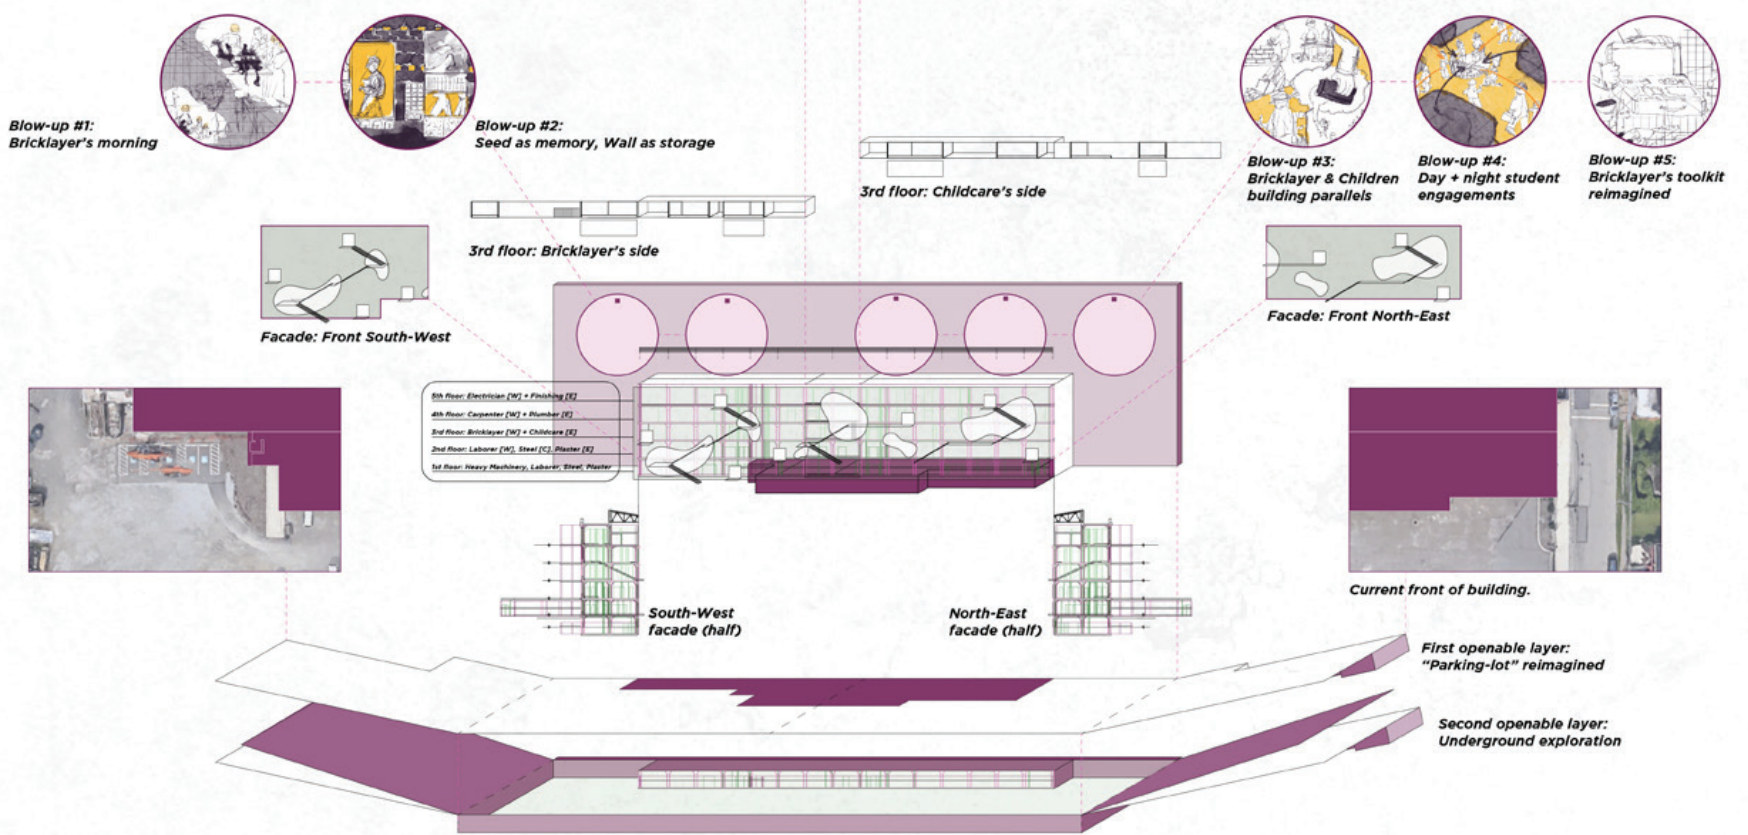 Blow-up #1:
Bricklayer's morning
Blow-up #2:
Seed as memory, Wall as storage
Blow-up #3:
Bricklayer & Children
building parallels
Blow-up #4:
Day + night student
engagements
Blow-up #5:
Bricklayer's toolkit
reimagined
3rd floor: Childcare's side
3rd floor: Bricklayer's side
Facade: Front South-West
Facade: Front North-East
5th floor: Electrician [W] + Finishing [E]
4th floor: Carpenter [W] + Plumber [E]
3rd floor: Bricklayer [W] + Childcare [E]
2nd floor: Laborer [W], Steel [C], Plaster [E]
1st floor: Heavy Machinery, Laborer, Steel, Plaster
Current front of building.
South-West
facade (half)
North-East
facade (half)
First openable layer:
“Parking-lot” reimagined
Second openable layer:
Underground exploration